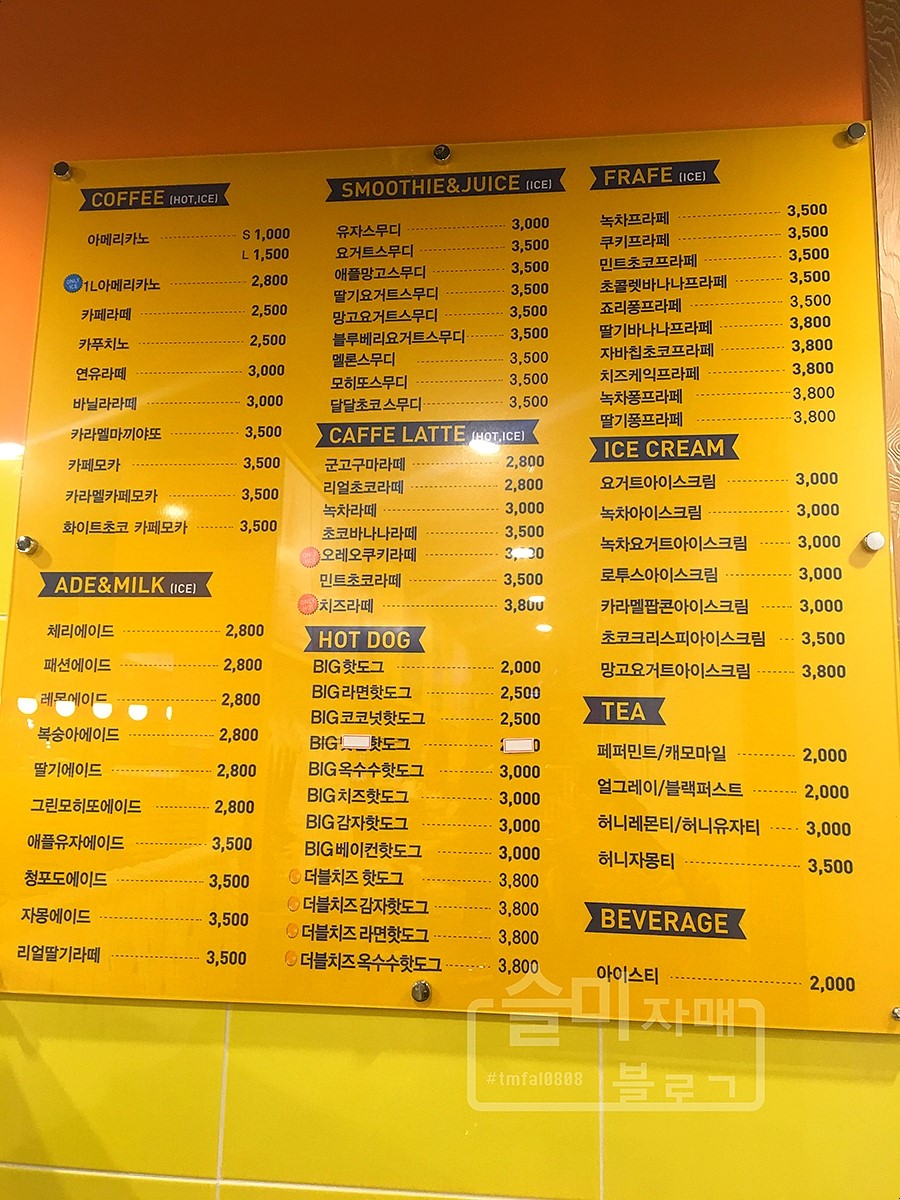 COFFEE (HOT,ICE)
아메리카노 S 1,000
L 1,500
ONLY ICE 1L아메리카노 2,800
카페라떼 2,500
카푸치노 2,500
연유라떼 3,000
바닐라라떼 3,000
카라멜마끼야또 3,500
카페모카 3,500
카라멜카페모카 3,500
화이트초코 카페모카 3,500
ADE&MILK (ICE)
체리에이드 2,800
패션에이드 2,800
레몬에이드 2,800
복숭아에이드 2,800
딸기에이드 2,800
그린모히또에이드 2,800
애플유자에이드 3,500
청포도에이드 3,500
자몽에이드 3,500
리얼딸기라떼 3,500
SMOOTHIE&JUICE (ICE)
유자스무디 3,000
요거트스무디 3,500
애플망고스무디 3,500
딸기요거트스무디 3,500
망고요거트스무디 3,500
블루베리요거트스무디 3,500
멜론스무디 3,500
모히또스무디 3,500
달달초코스무디 3,500
CAFFE LATTE (HOT,ICE)
군고구마라떼 2,800
리얼초코라떼 2,800
녹차라떼 3,000
초코바나나라떼 3,500
오레오쿠키라떼
민트초코라떼 3,500
치즈라떼 3,800
HOT DOG
BIG핫도그 2,000
BIG라면핫도그 2,500
BIG코코넛핫도그 2,500
BIG 핫도그
BIG옥수수핫도그 3,000
BIG치즈핫도그 3,000
BIG감자핫도그 3,000
BIG베이컨핫도그 3,000
더블치즈 핫도그 3,800
더블치즈 감자핫도그 3,800
더블치즈 라면핫도그 3,800
더블치즈 옥수수핫도그 3,800
FRAFE (ICE)
녹차프라페 3,500
쿠키프라페 3,500
민트초코프라페 3,500
초콜렛바나나프라페 3,500
죠리퐁프라페 3,500
딸기바나나프라페 3,800
자바칩초코프라페 3,800
치즈케익프라페 3,800
녹차퐁프라페 3,800
딸기퐁프라페 3,800
ICE CREAM
요거트아이스크림 3,000
녹차아이스크림 3,000
녹차요거트아이스크림 3,000
로투스아이스크림 3,000
카라멜팝콘아이스크림 3,000
초코크리스피아이스크림 3,500
망고요거트아이스크림 3,800
TEA
페퍼민트/캐모마일 2,000
얼그레이/블랙퍼스트 2,000
허니레몬티/허니유자티 3,000
허니자몽티 3,500
BEVERAGE
아이스티 2,000
슬미자매
#tmfal0808 블로그